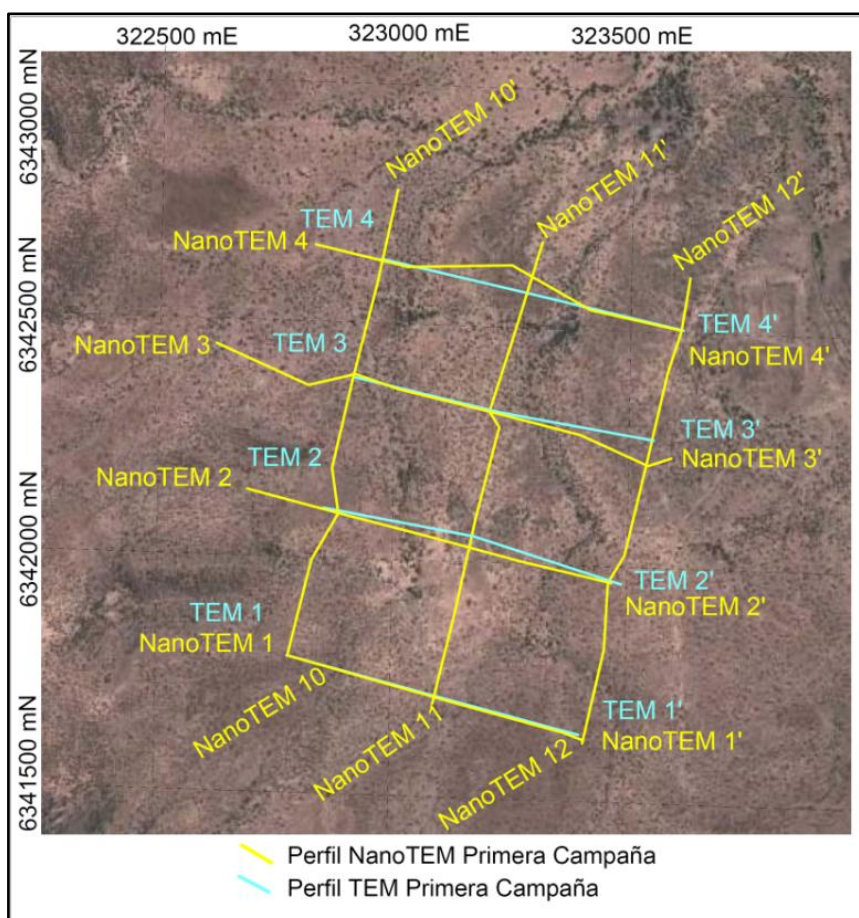 322500 mE 323000 mE 323500 mE
6343000 mN
6342500 mN
6342000 mN
6341500 mN
NanoTEM 10'
NanoTEM 11'
NanoTEM 12'
TEM 4
NanoTEM 4
TEM 4'
NanoTEM 4'
NanoTEM 3
TEM 3
TEM 3'
NanoTEM 3'
TEM 2
NanoTEM 2
TEM 2'
NanoTEM 2'
TEM 1
NanoTEM 1
TEM 1'
NanoTEM 1'
NanoTEM 10
NanoTEM 11
NanoTEM 12
Perfil NanoTEM Primera Campaña
Perfil TEM Primera Campaña